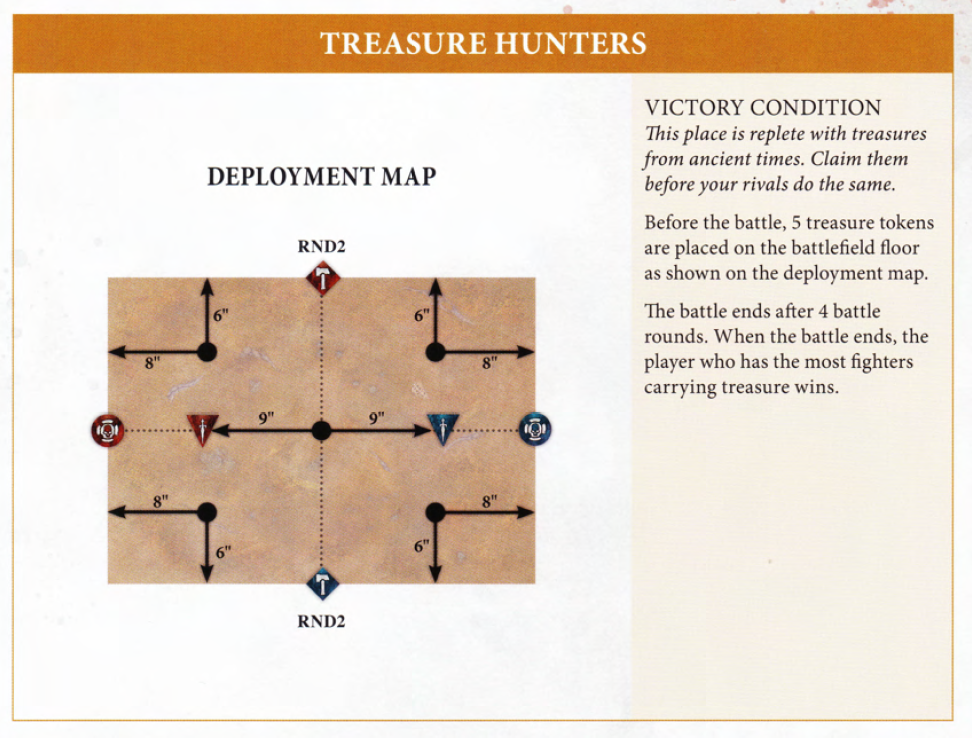 TREASURE HUNTERS
DEPLOYMENT MAP
RND2
6"
6"
8"
8"
9"
9"
8"
8"
6"
6"
RND2
VICTORY CONDITION
This place is replete with treasures
from ancient times. Claim them
before your rivals do the same.
Before the battle, 5 treasure tokens
are placed on the battlefield floor
as shown on the deployment map.
The battle ends after 4 battle
rounds. When the battle ends, the
player who has the most fighters
carrying treasure wins.